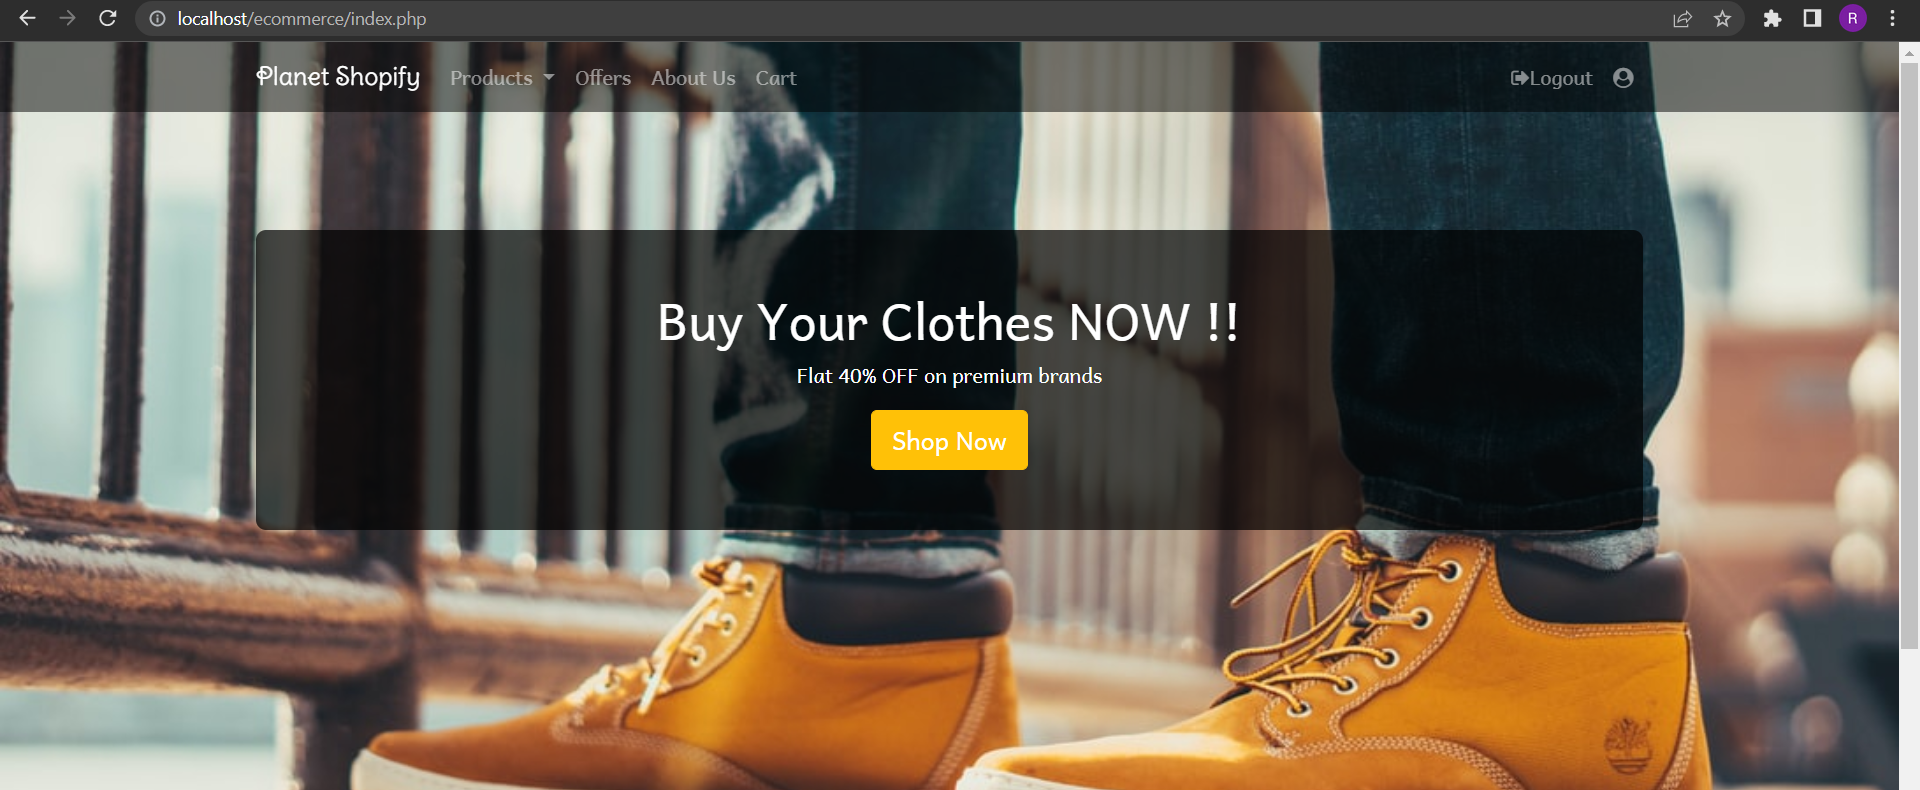 localhost/ecommerce/index.php
R
Planet Shopify Products Offers About Us Cart Logout
Buy Your Clothes NOW !!
Flat 40% OFF on premium brands
Shop Now